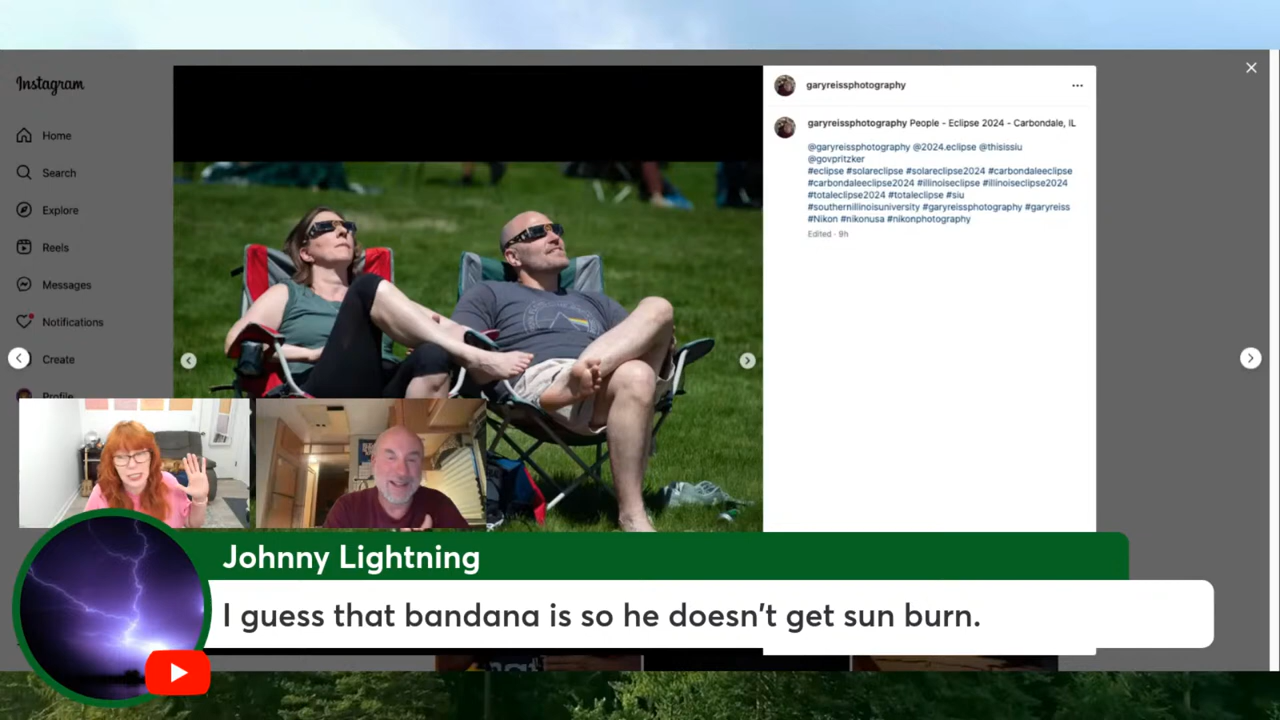 Instagram
Home
Search
Explore
Reels
Messages
Notifications
Create
Profile
garyreissphotography
garyreissphotography People - Eclipse 2024 - Carbondale, IL
@garyreissphotography @2024.eclipse @thisissiu
@govpritzker
#eclipse #solareclipse #solareclipse2024 #carbondaleeclipse
#carbondaleeclipse2024 #illinoiseclipse #illinoiseclipse2024
#totaleclipse2024 #totaleclipse #siu
#southernillinoisuniversity #garyreissphotography #garyreiss
#Nikon #nikonusa #nikonphotography
Edited · 9h
Johnny Lightning
I guess that bandana is so he doesn't get sun burn.